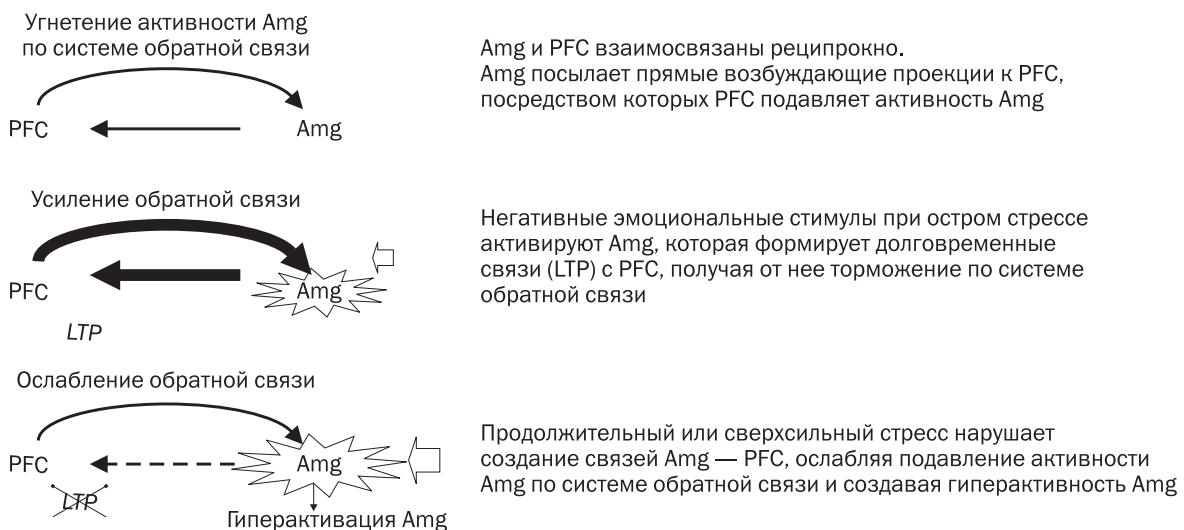 Угнетение активности Amg
по системе обратной связи
PFC
Amg
Amg и PFC взаимосвязаны реципрокно.
Amg посылает прямые возбуждающие проекции к PFC,
посредством которых PFC подавляет активность Amg
Усиление обратной связи
PFC
Amg
LTP
Негативные эмоциональные стимулы при остром стрессе
активируют Amg, которая формирует долговременные
связи (LTP) с PFC, получая от нее торможение по системе
обратной связи
Ослабление обратной связи
PFC
Amg
LTP
Гиперактивация Amg
Продолжительный или сверхсильный стресс нарушает
создание связей Amg — PFC, ослабляя подавление активности
Amg по системе обратной связи и создавая гиперактивность Amg